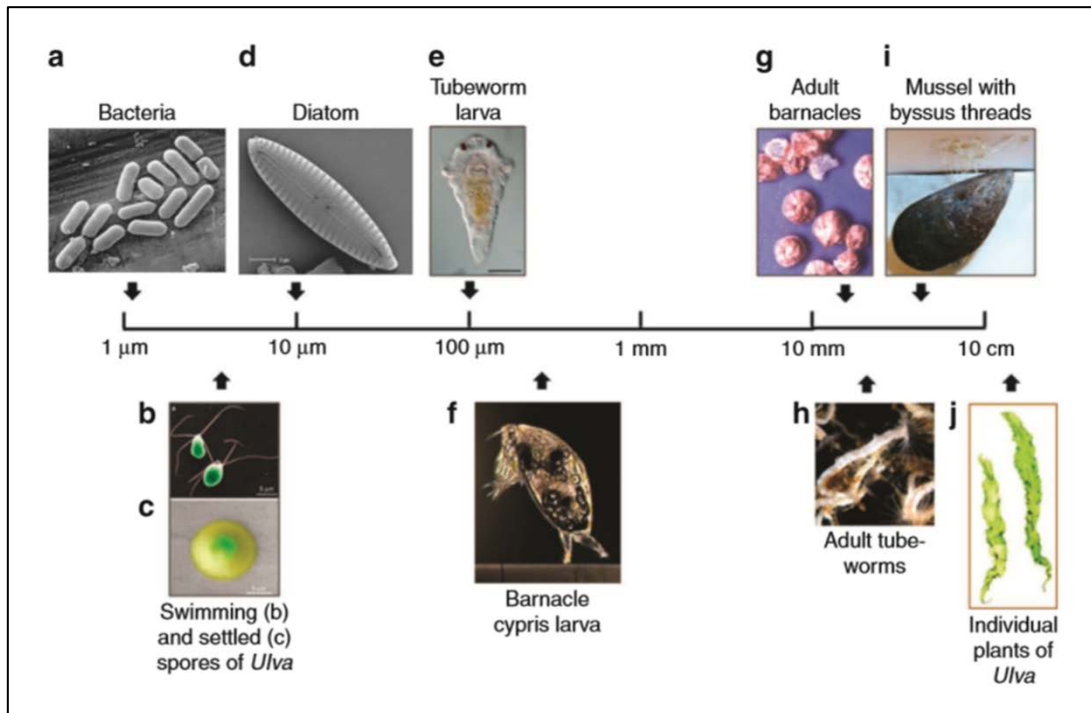 a
Bacteria
d
Diatom
e
Tubeworm
larva
g
Adult
barnacles
i
Mussel with
byssus threads
1 μm
10 μm
100 μm
1 mm
10 mm
10 cm
b
c
Swimming (b)
and settled (c)
spores of Ulva
f
Barnacle
cypris larva
h
Adult tube-
worms
j
Individual
plants of
Ulva